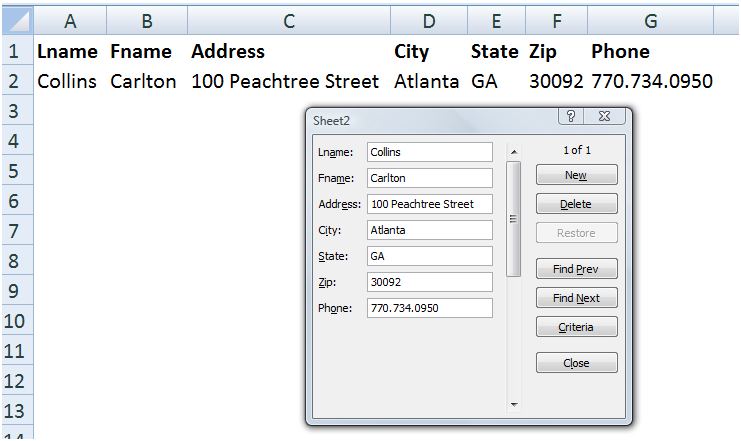 A B C D E F G
1 Lname Fname Address City State Zip Phone
2 Collins Carlton 100 Peachtree Street Atlanta GA 30092 770.734.0950
3
4
5
6
7
8
9
10
11
12
13
14
Sheet2 ?
Lname: Collins 1 of 1
Fname: Carlton New
Address: 100 Peachtree Street Delete
City: Atlanta Restore
State: GA
Zip: 30092 Find Prev
Phone: 770.734.0950 Find Next
Criteria
Close